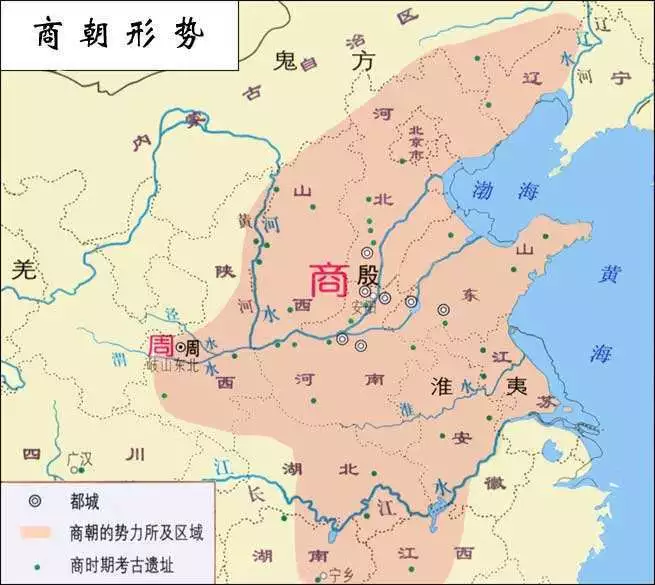 商朝形势
鬼方
内蒙古自治区
辽宁
辽河
水
河北
北京市
渤海
黄海
山西
黄河
河水
陕西
羌
商
殷
安阳
山东
泾水
渭水
周
周
岐山东北
河南
淮夷
淮水
江苏
安徽
四川
广汉
湖北
江水
长江
湖南
宁乡
江西
都城
商朝的势力所及区域
商时期考古遗址